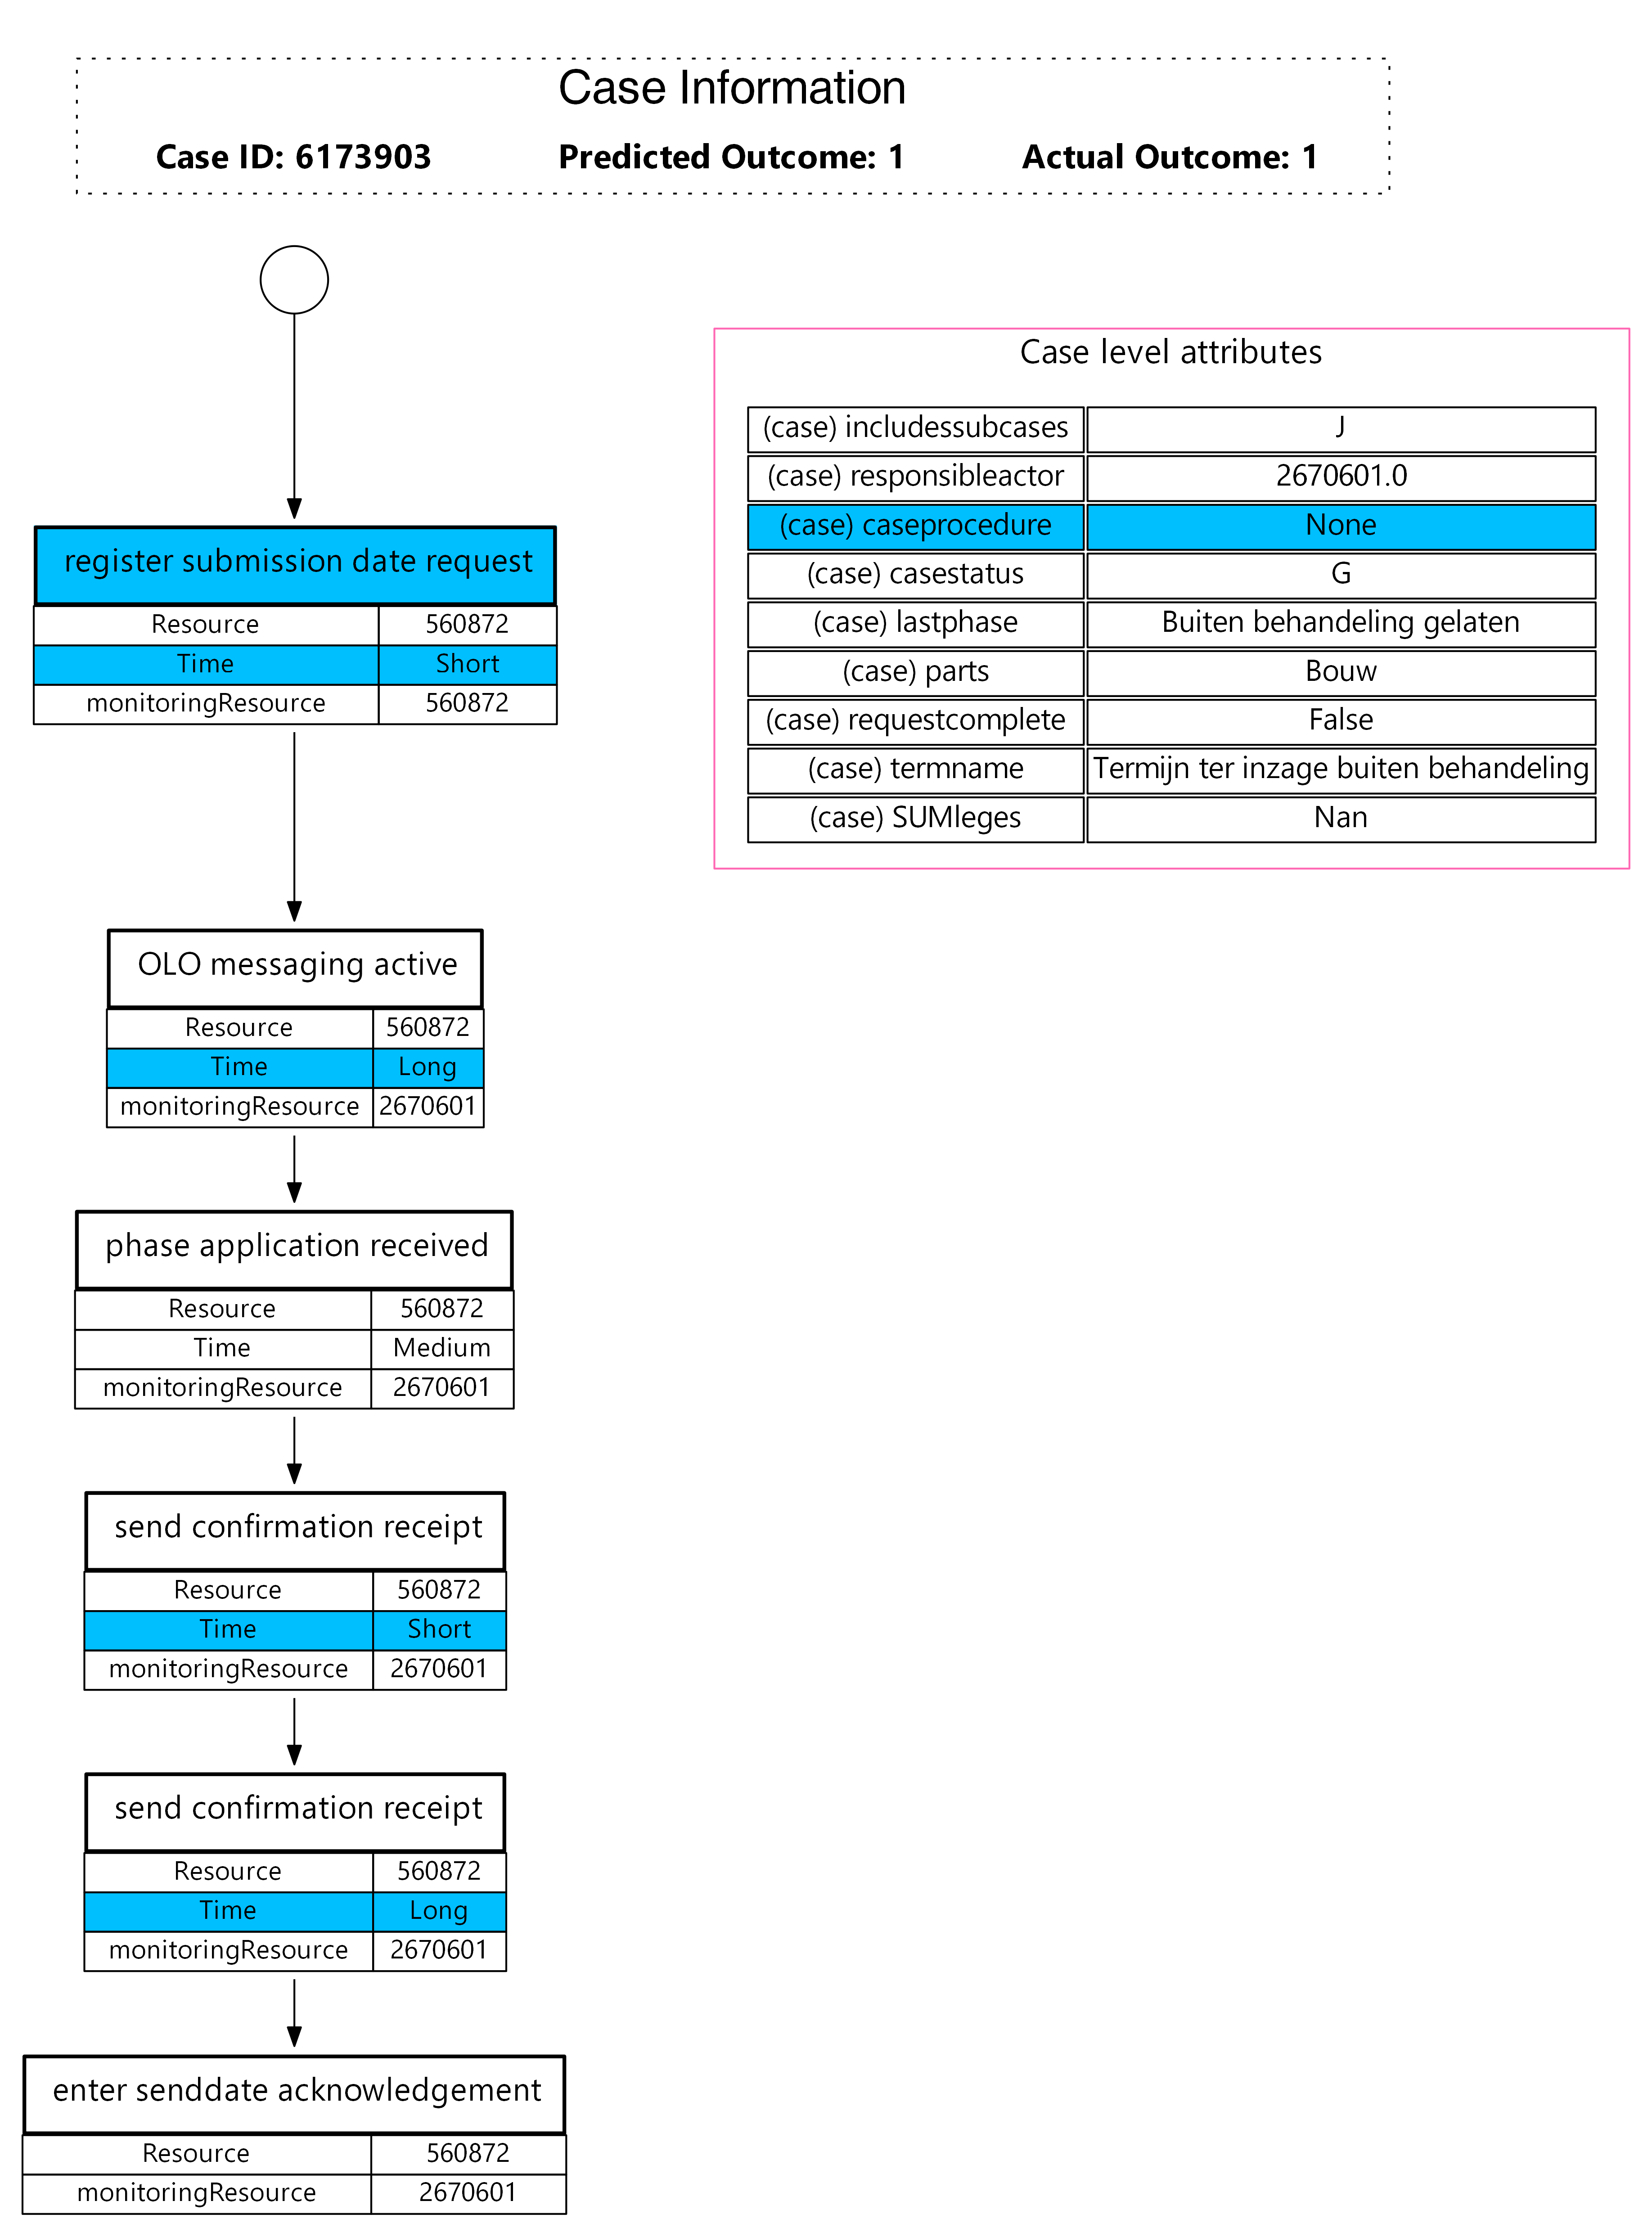 Case Information
Case ID: 6173903 Predicted Outcome: 1 Actual Outcome: 1
Case level attributes
(case) includessubcases J
(case) responsibleactor 2670601.0
(case) caseprocedure None
(case) casestatus G
(case) lastphase Buiten behandeling gelaten
(case) parts Bouw
(case) requestcomplete False
(case) termname Termijn ter inzage buiten behandeling
(case) SUMleges Nan
register submission date request
Resource 560872
Time Short
monitoringResource 560872
OLO messaging active
Resource 560872
Time Long
monitoringResource 2670601
phase application received
Resource 560872
Time Medium
monitoringResource 2670601
send confirmation receipt
Resource 560872
Time Short
monitoringResource 2670601
send confirmation receipt
Resource 560872
Time Long
monitoringResource 2670601
enter senddate acknowledgement
Resource 560872
monitoringResource 2670601